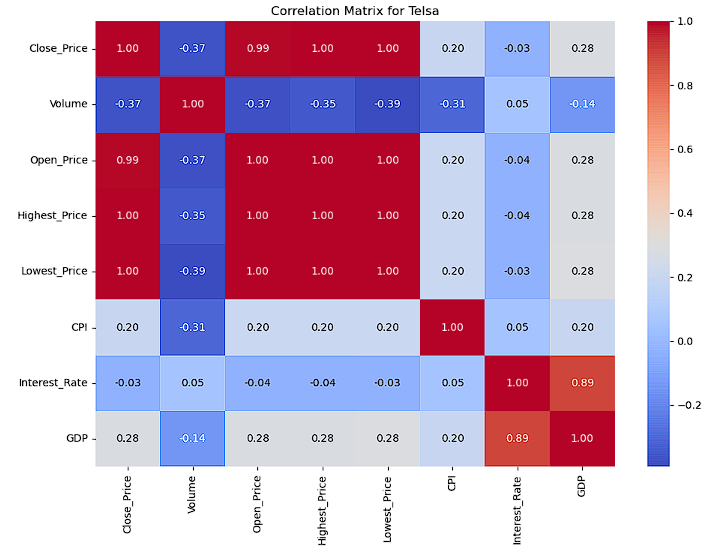 Correlation Matrix for Telsa
Close_Price 1.00 -0.37 0.99 1.00 1.00 0.20 -0.03 0.28
Volume -0.37 1.00 -0.37 -0.35 -0.39 -0.31 0.05 -0.14
Open_Price 0.99 -0.37 1.00 1.00 1.00 0.20 -0.04 0.28
Highest_Price 1.00 -0.35 1.00 1.00 1.00 0.20 -0.04 0.28
Lowest_Price 1.00 -0.39 1.00 1.00 1.00 0.20 -0.03 0.28
CPI 0.20 -0.31 0.20 0.20 0.20 1.00 0.05 0.20
Interest_Rate -0.03 0.05 -0.04 -0.04 -0.03 0.05 1.00 0.89
GDP 0.28 -0.14 0.28 0.28 0.28 0.20 0.89 1.00
Close_Price Volume Open_Price Highest_Price Lowest_Price CPI Interest_Rate GDP
1.0
0.8
0.6
0.4
0.2
0.0
−0.2